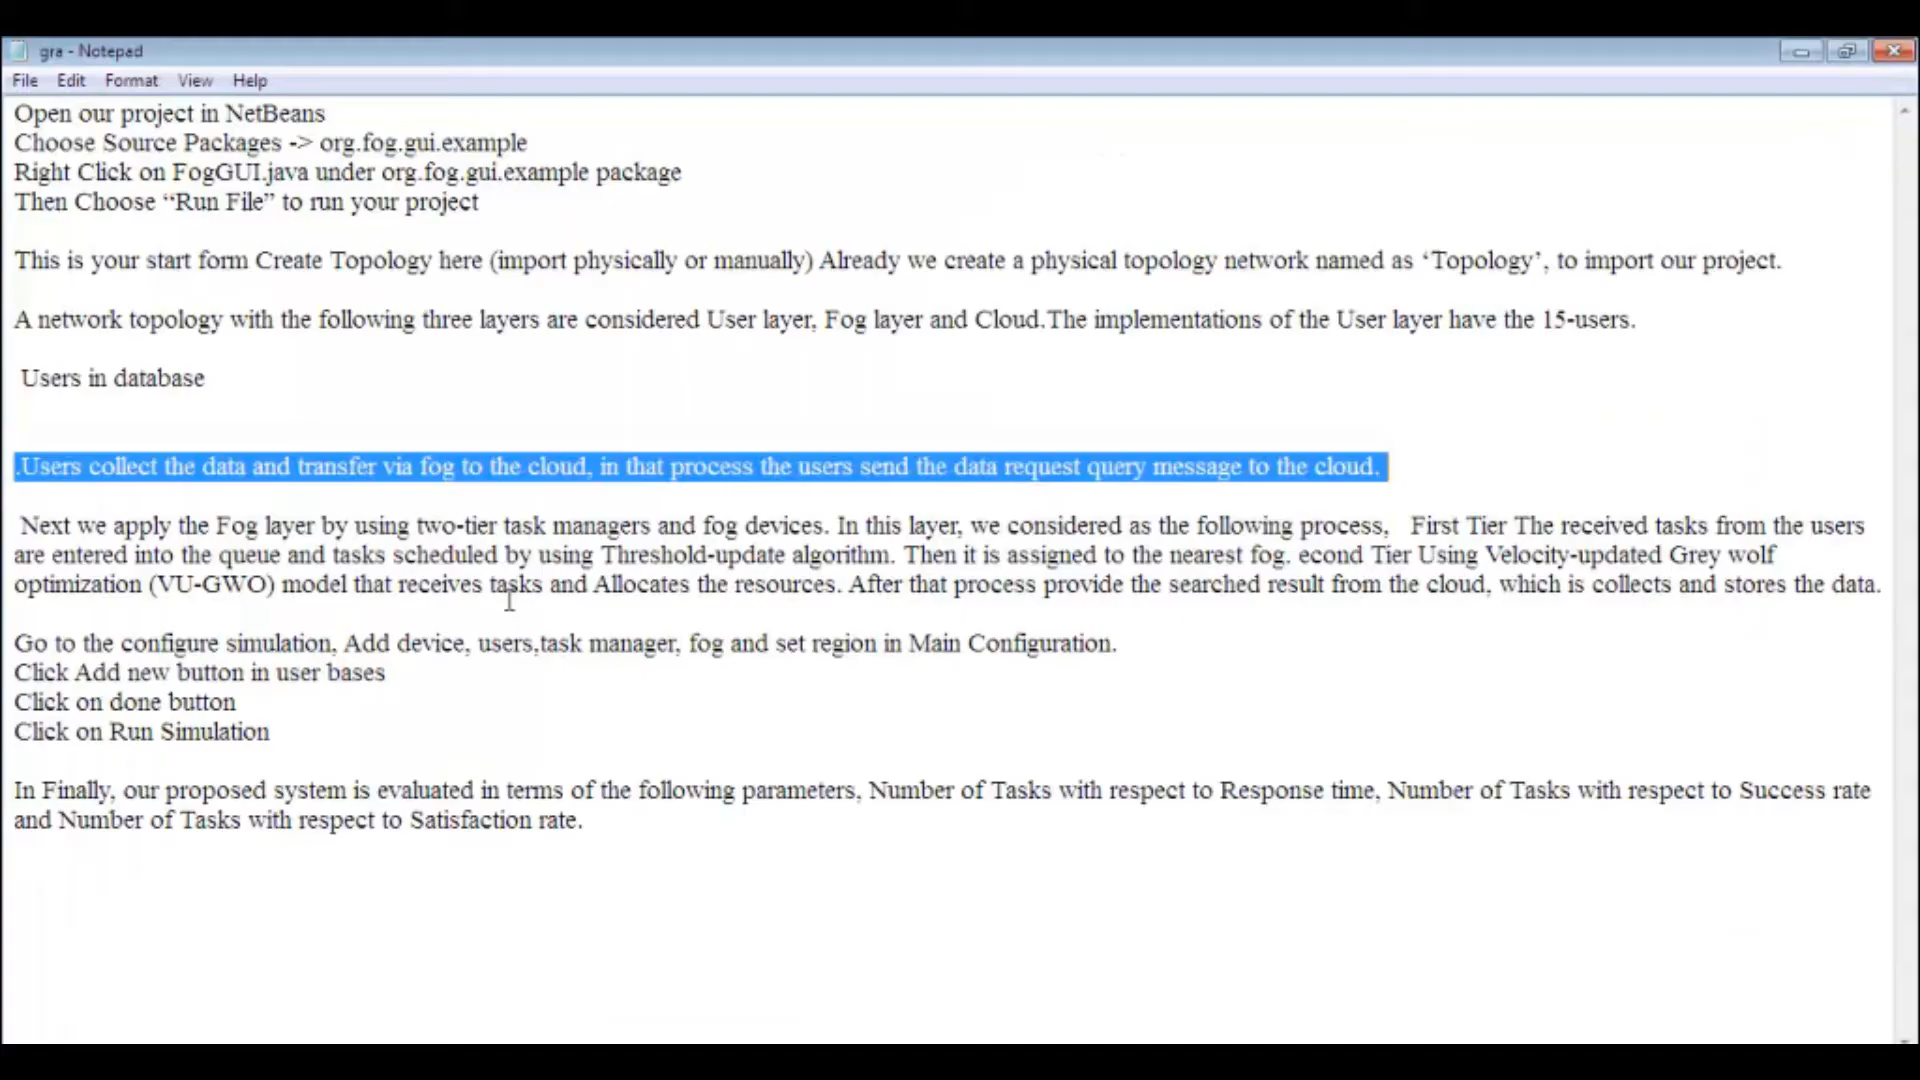 gra - Notepad
File Edit Format View Help
Open our project in NetBeans
Choose Source Packages -> org.fog.gui.example
Right Click on FogGUI.java under org.fog.gui.example package
Then Choose “Run File” to run your project
This is your start form Create Topology here (import physically or manually) Already we create a physical topology network named as ‘Topology’, to import our project.
A network topology with the following three layers are considered User layer, Fog layer and Cloud.The implementations of the User layer have the 15-users.
Users in database
.Users collect the data and transfer via fog to the cloud, in that process the users send the data request query message to the cloud.
Next we apply the Fog layer by using two-tier task managers and fog devices. In this layer, we considered as the following process,   First Tier The received tasks from the users
are entered into the queue and tasks scheduled by using Threshold-update algorithm. Then it is assigned to the nearest fog. econd Tier Using Velocity-updated Grey wolf
optimization (VU-GWO) model that receives tasks and Allocates the resources. After that process provide the searched result from the cloud, which is collects and stores the data.
Go to the configure simulation, Add device, users,task manager, fog and set region in Main Configuration.
Click Add new button in user bases
Click on done button
Click on Run Simulation
In Finally, our proposed system is evaluated in terms of the following parameters, Number of Tasks with respect to Response time, Number of Tasks with respect to Success rate
and Number of Tasks with respect to Satisfaction rate.